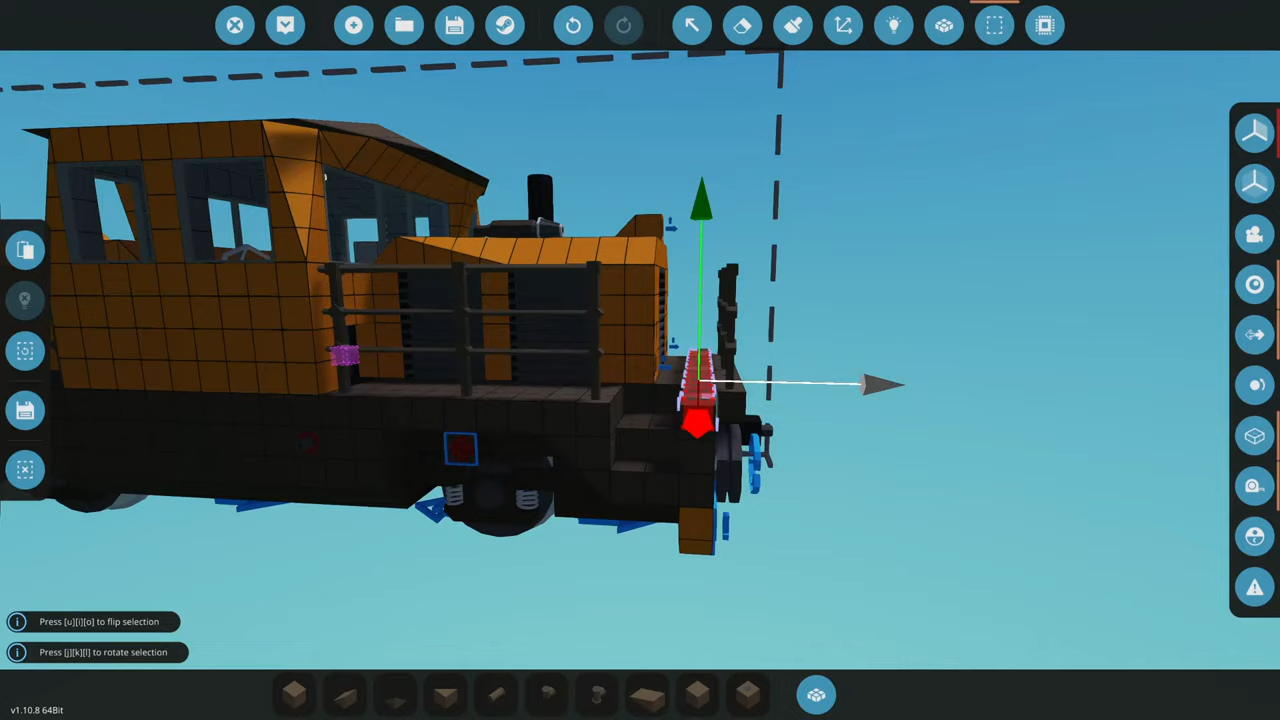 Press [u][i][o] to flip selection
Press [j][k][l] to rotate selection
v1.10.8 64Bit